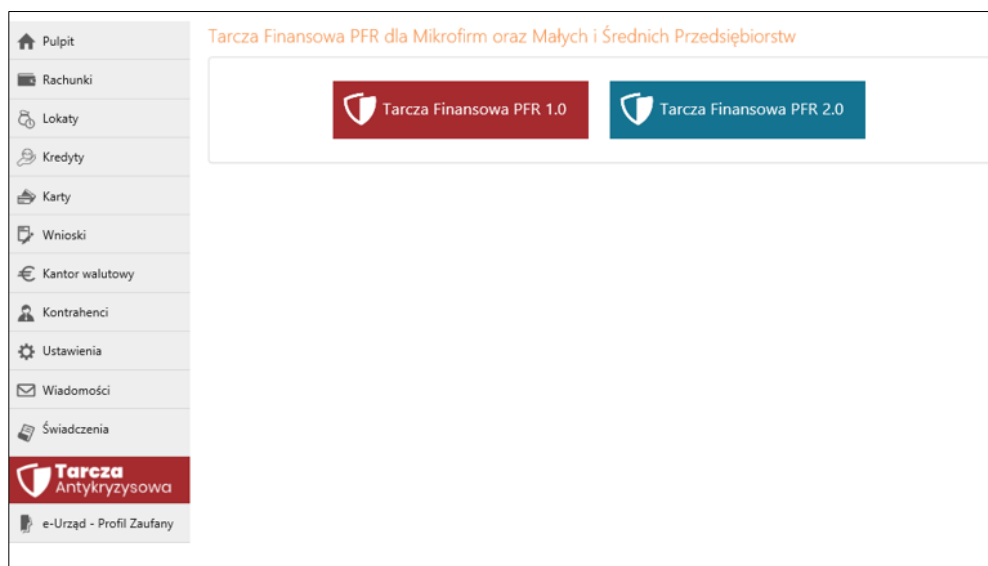 Pulpit
Rachunki
Lokaty
Kredyty
Karty
Wnioski
Kantor walutowy
Kontrahenci
Ustawienia
Wiadomości
Świadczenia
Tarcza
Antykryzysowa
e-Urząd - Profil Zaufany
Tarcza Finansowa PFR dla Mikrofirm oraz Małych i Średnich Przedsiębiorstw
Tarcza Finansowa PFR 1.0
Tarcza Finansowa PFR 2.0